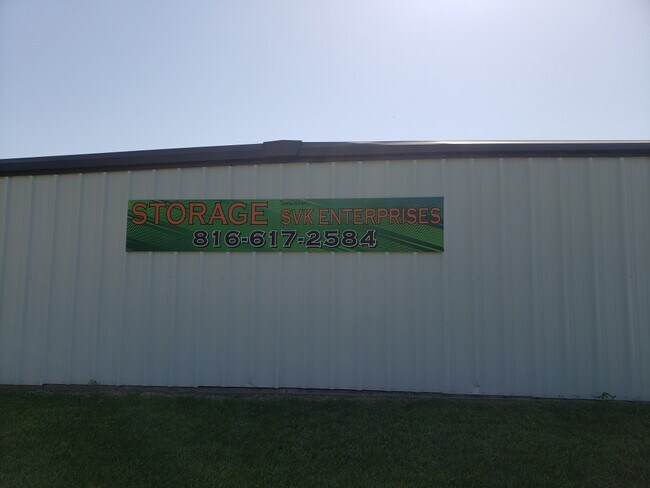 STORAGE SVK ENTERPRISES
816-617-2584